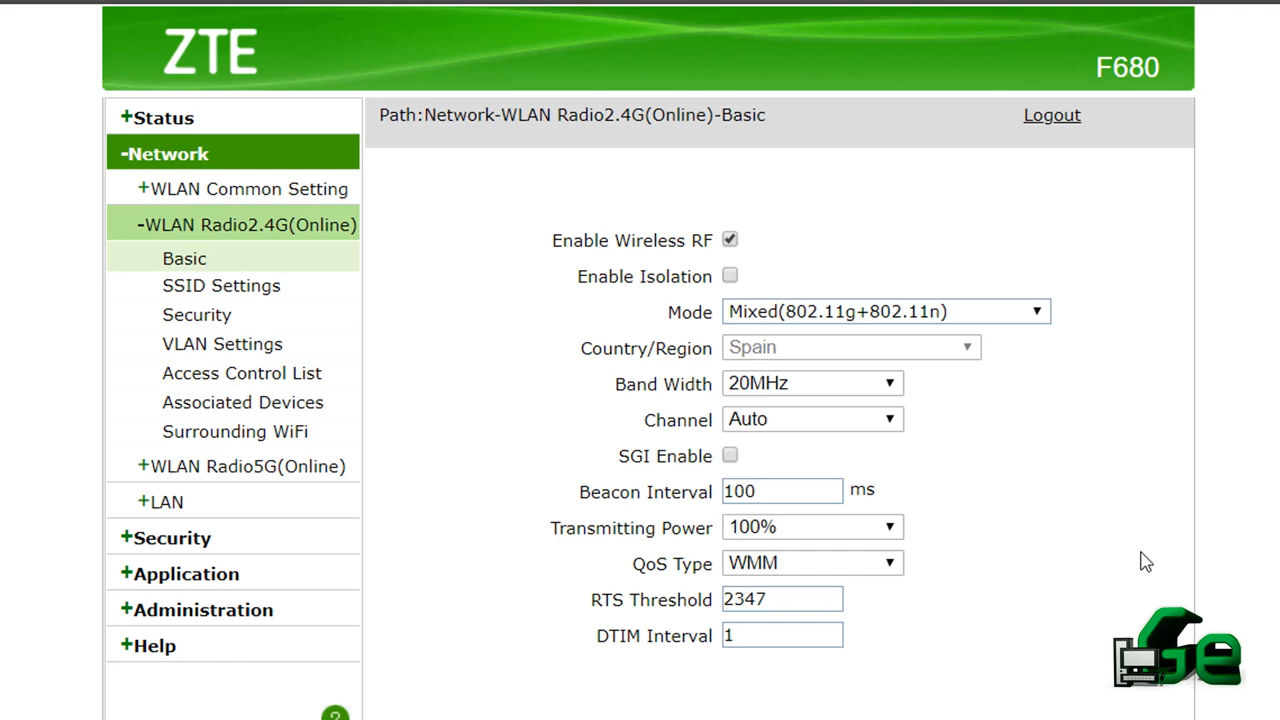 ZTE
F680
+Status
-Network
+WLAN Common Setting
-WLAN Radio2.4G(Online)
Basic
SSID Settings
Security
VLAN Settings
Access Control List
Associated Devices
Surrounding WiFi
+WLAN Radio5G(Online)
+LAN
+Security
+Application
+Administration
+Help
?
Path:Network-WLAN Radio2.4G(Online)-Basic Logout
Enable Wireless RF
Enable Isolation
Mode Mixed(802.11g+802.11n)
Country/Region Spain
Band Width 20MHz
Channel Auto
SGI Enable
Beacon Interval 100 ms
Transmitting Power 100%
QoS Type WMM
RTS Threshold 2347
DTIM Interval 1
Ge